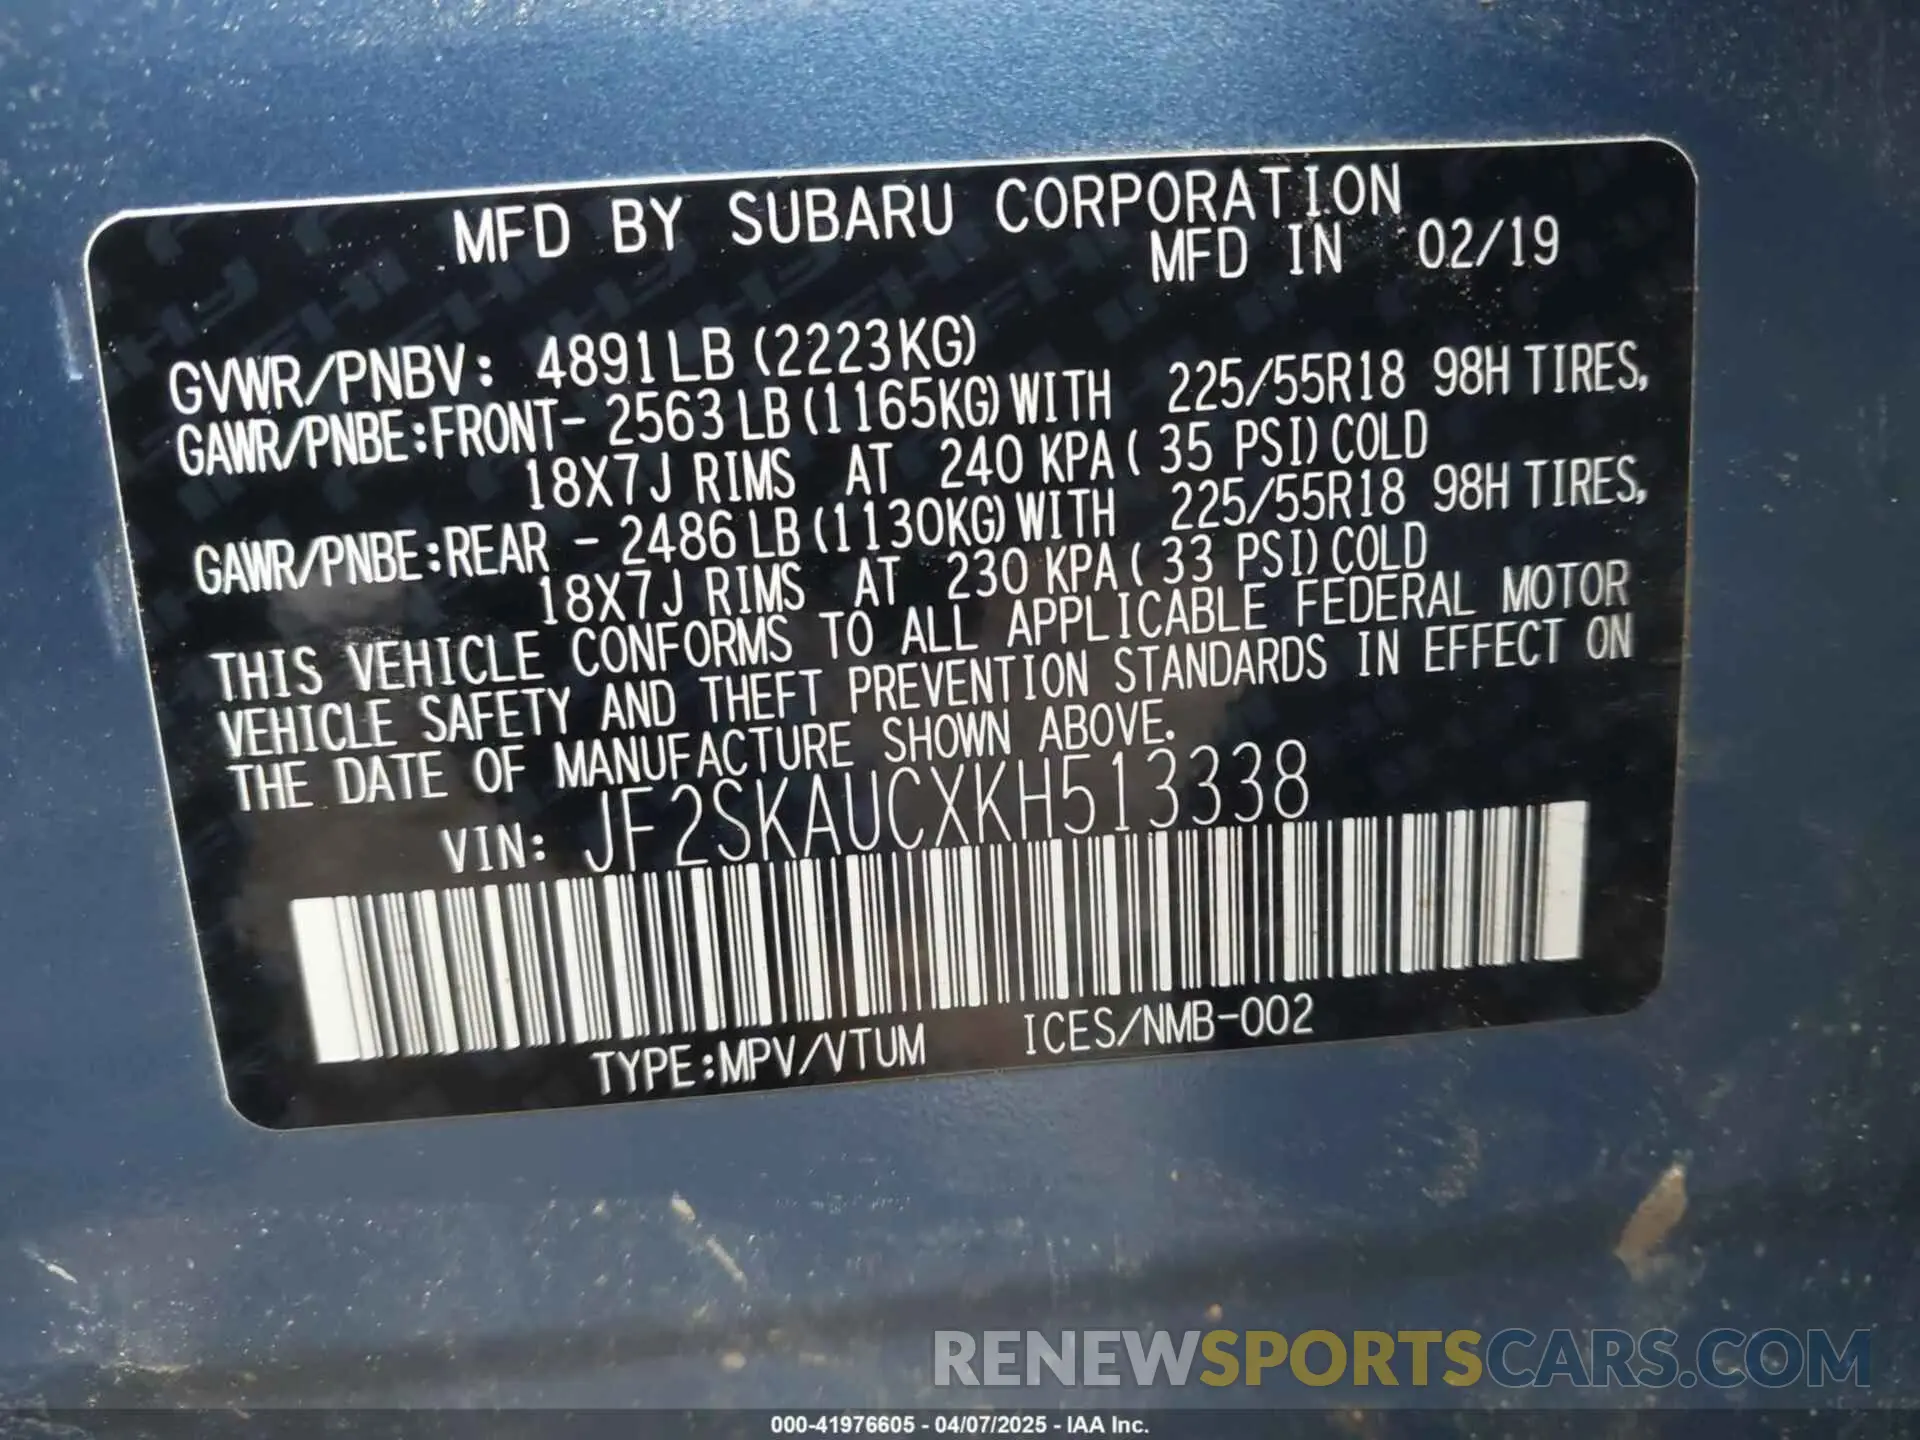 MFD BY SUBARU CORPORATION
MFD IN 02/19
GVWR/PNBV: 4891LB (2223KG)
GAWR/PNBE:FRONT- 2563 LB (1165KG) WITH 225/55R18 98H TIRES,
18X7J RIMS AT 240 KPA ( 35 PSI) COLD
GAWR/PNBE:REAR - 2486 LB (1130KG) WITH 225/55R18 98H TIRES,
18X7J RIMS AT 230 KPA ( 33 PSI) COLD
THIS VEHICLE CONFORMS TO ALL APPLICABLE FEDERAL MOTOR
VEHICLE SAFETY AND THEFT PREVENTION STANDARDS IN EFFECT ON
THE DATE OF MANUFACTURE SHOWN ABOVE.
VIN: JF2SKAUCXKH513338
TYPE:MPV/VTUM ICES/NMB-002
RENEWSPORTSCARS.COM
000-41976605 - 04/07/2025 - IAA Inc.